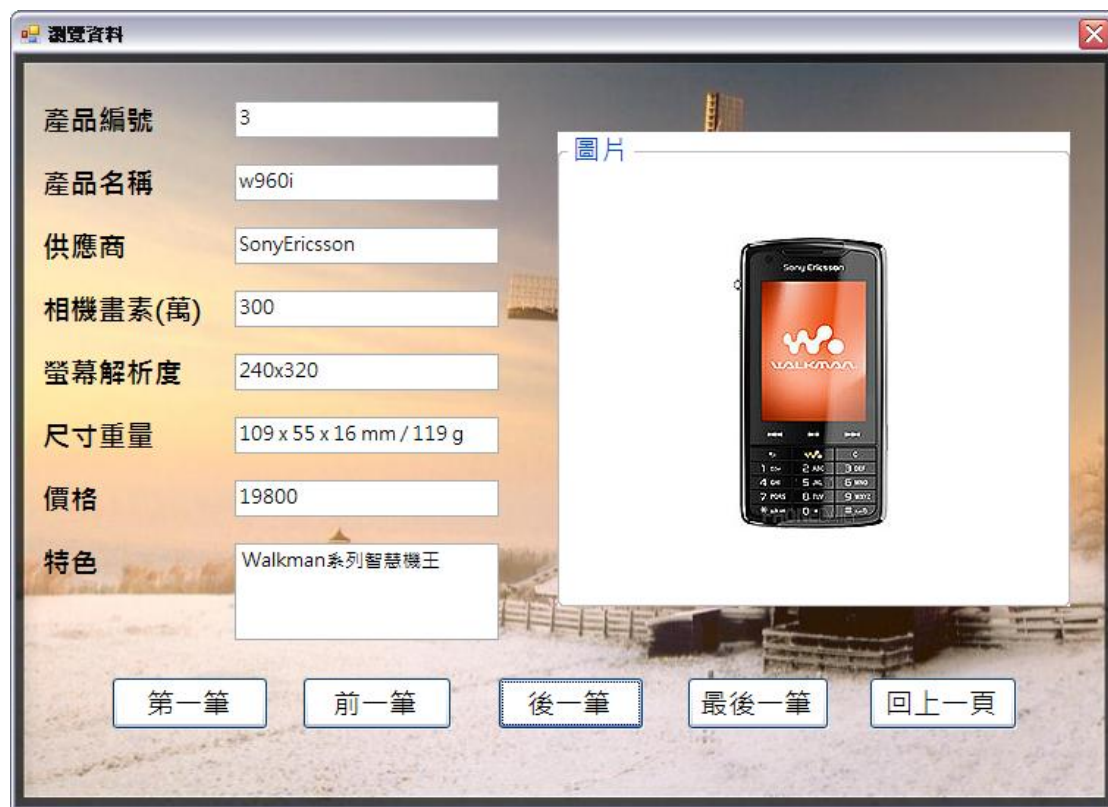 瀏覽資料
產品編號 3
產品名稱 w960i
供應商 SonyEricsson
相機畫素(萬) 300
螢幕解析度 240x320
尺寸重量 109 x 55 x 16 mm / 119 g
價格 19800
特色 Walkman系列智慧機王
圖片
Sony Ericsson
WALKMAN
第一筆 前一筆 後一筆 最後一筆 回上一頁